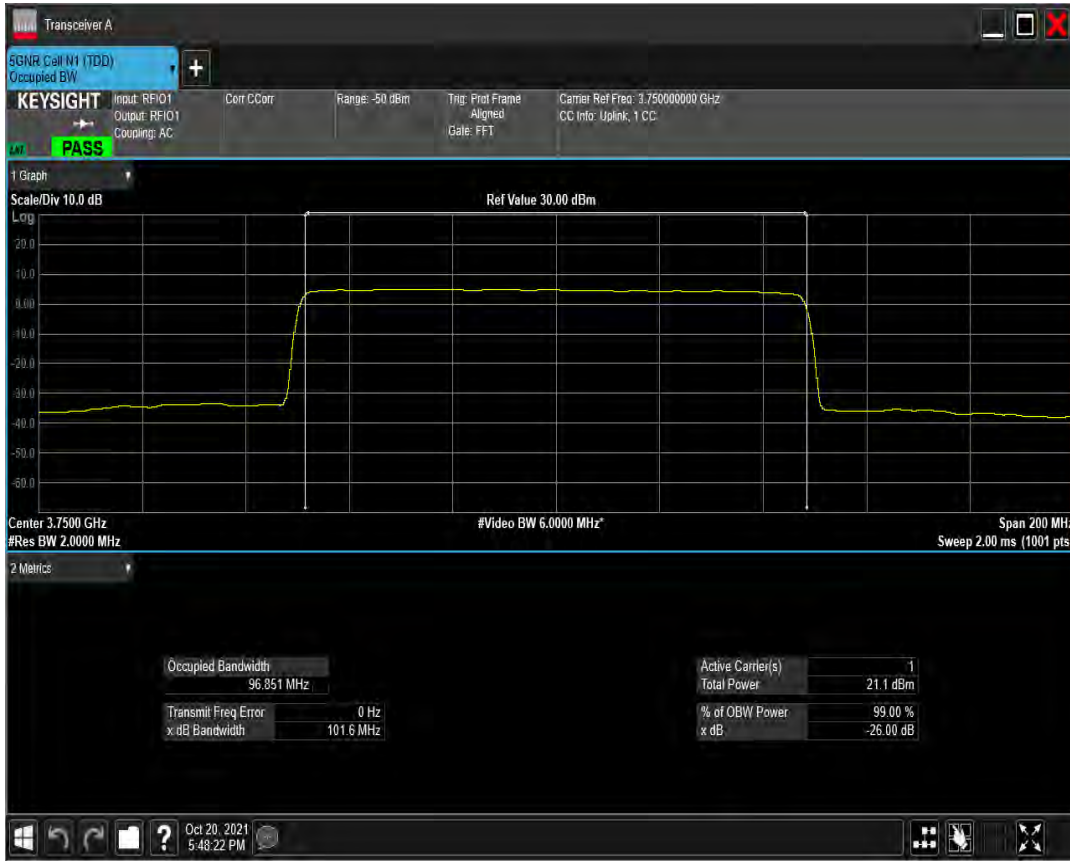 Transceiver A
5GNR Cell N1 (TDD)
Occupied BW
KEYSIGHT
Input: RFIO1
Output: RFIO1
Coupling: AC
Corr CCorr
Range: -50 dBm
Trig: Prot Frame
Aligned
Gate: FFT
Carrier Ref Freq: 3.750000000 GHz
CC Info: Uplink, 1 CC
PASS
1 Graph
Scale/Div 10.0 dB
Ref Value 30.00 dBm
Log
20.0
10.0
0.00
-10.0
-20.0
-30.0
-40.0
-50.0
-60.0
Center 3.7500 GHz
#Video BW 6.0000 MHz*
Span 200 MHz
#Res BW 2.0000 MHz
Sweep 2.00 ms (1001 pts
2 Metrics
Occupied Bandwidth
96.851 MHz
Transmit Freq Error 0 Hz
x dB Bandwidth 101.6 MHz
Active Carrier(s) 1
Total Power 21.1 dBm
% of OBW Power 99.00 %
x dB -26.00 dB
?
Oct 20, 2021
5:48:22 PM